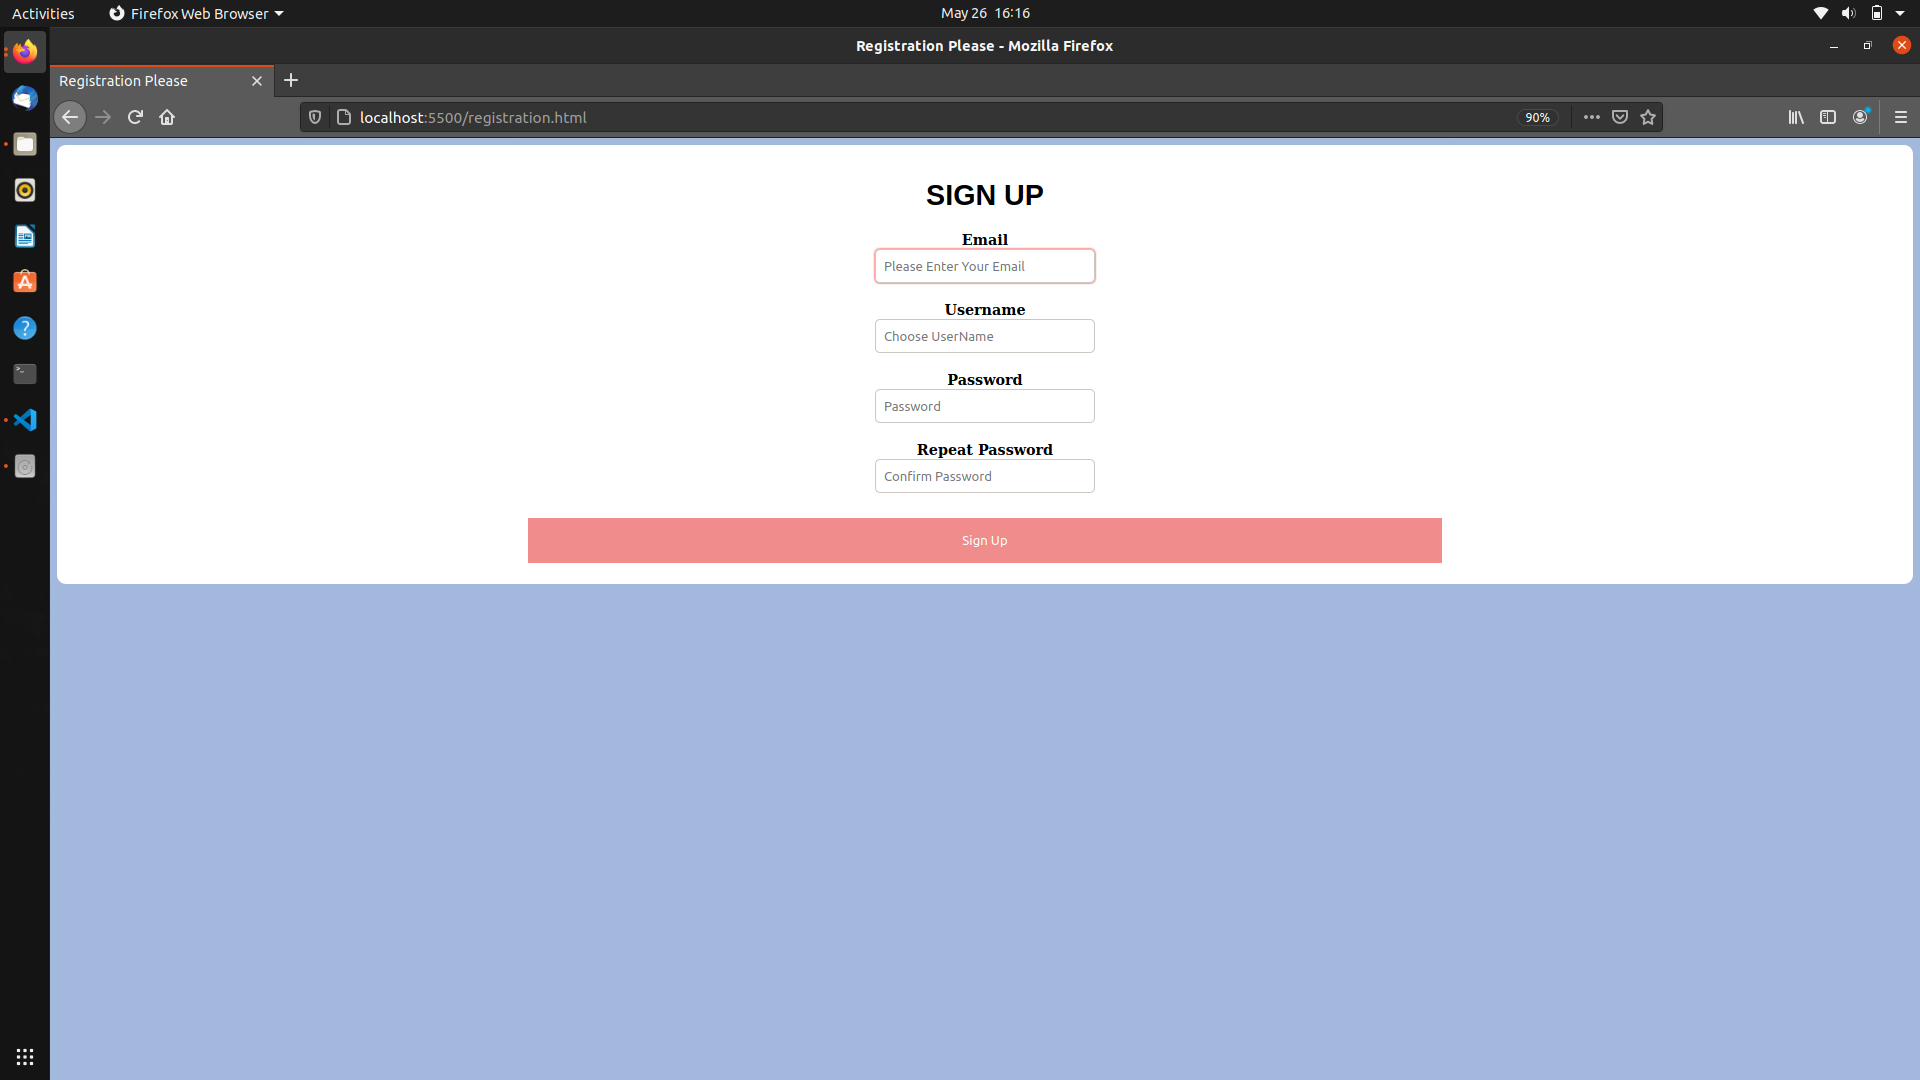 Activities
Firefox Web Browser
May 26 16:16
Registration Please - Mozilla Firefox
Registration Please
localhost:5500/registration.html
90%
SIGN UP
Email
Please Enter Your Email
Username
Choose UserName
Password
Password
Repeat Password
Confirm Password
Sign Up